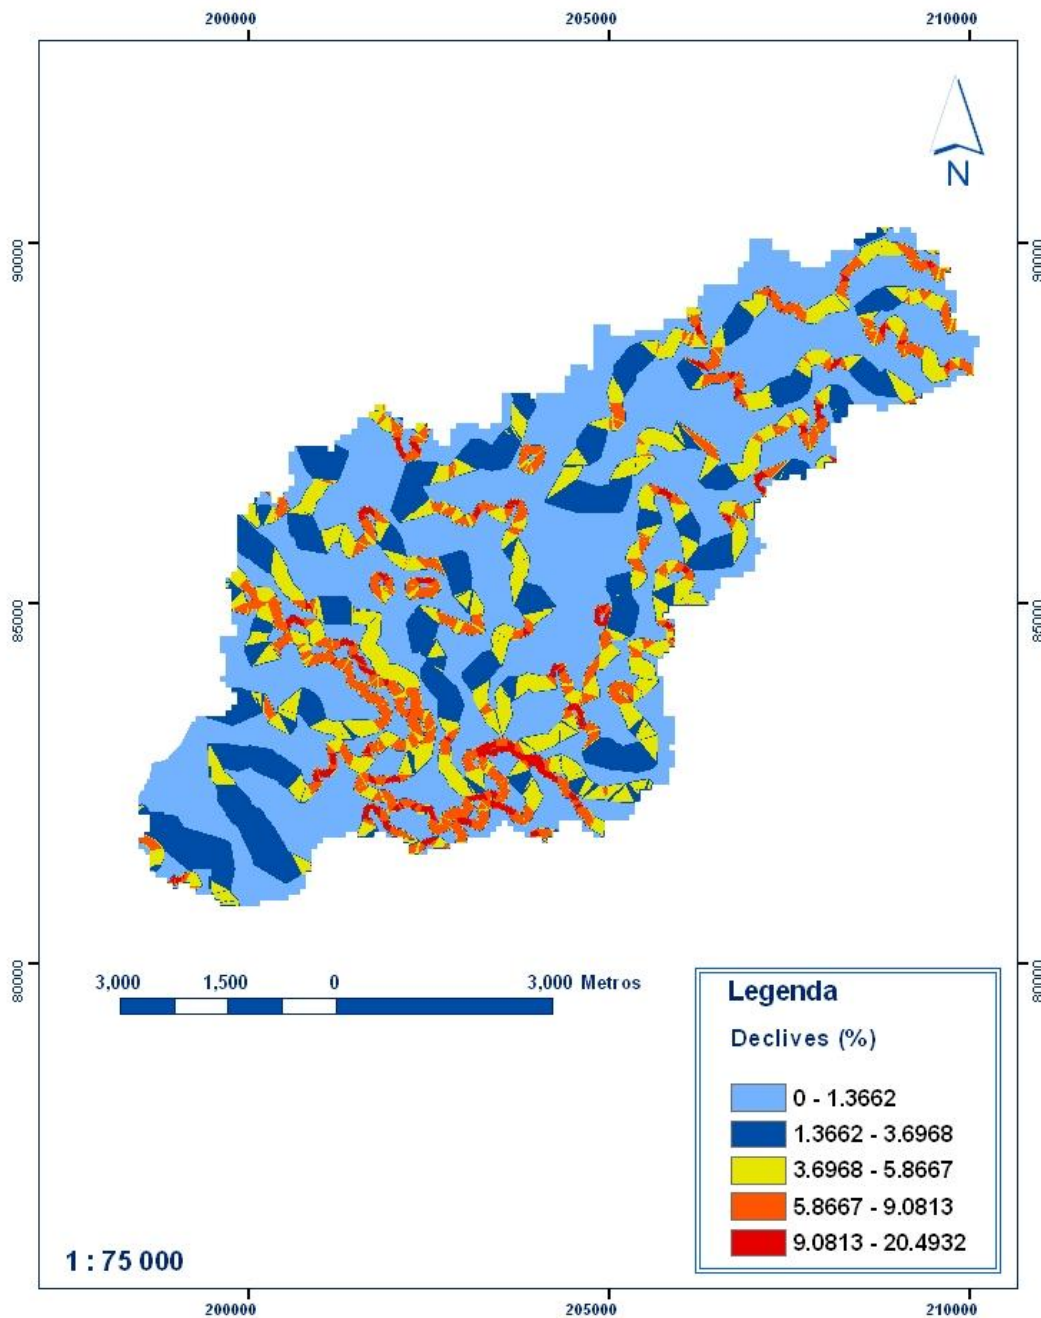 200000 205000 210000
N
90000 90000
85000 85000
80000 80000
3,000 1,500 0 3,000 Metros
Legenda
Declives (%)
0 - 1.3662
1.3662 - 3.6968
3.6968 - 5.8667
5.8667 - 9.0813
9.0813 - 20.4932
1 : 75 000
200000 205000 210000